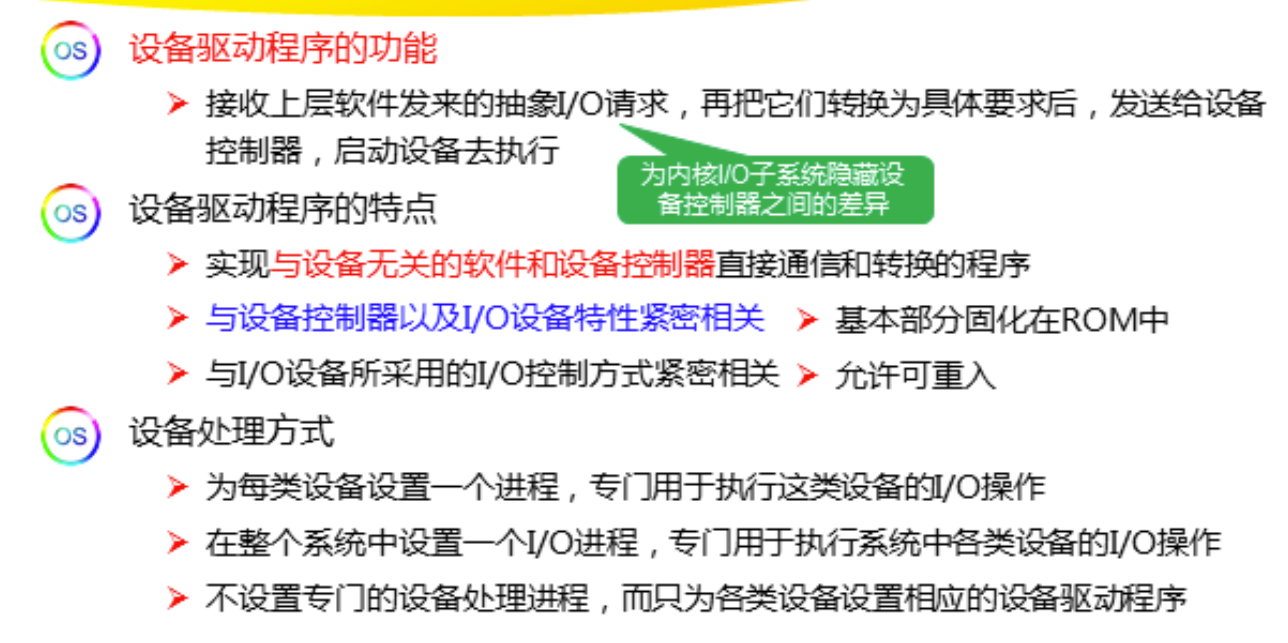 OS 设备驱动程序的功能
➤ 接收上层软件发来的抽象I/O请求，再把它们转换为具体要求后，发送给设备
控制器，启动设备去执行
为内核I/O子系统隐藏设
备控制器之间的差异
OS 设备驱动程序的特点
➤ 实现与设备无关的软件和设备控制器直接通信和转换的程序
➤ 与设备控制器以及I/O设备特性紧密相关 ➤ 基本部分固化在ROM中
➤ 与I/O设备所采用的I/O控制方式紧密相关 ➤ 允许可重入
OS 设备处理方式
➤ 为每类设备设置一个进程，专门用于执行这类设备的I/O操作
➤ 在整个系统中设置一个I/O进程，专门用于执行系统中各类设备的I/O操作
➤ 不设置专门的设备处理进程，而只为各类设备设置相应的设备驱动程序